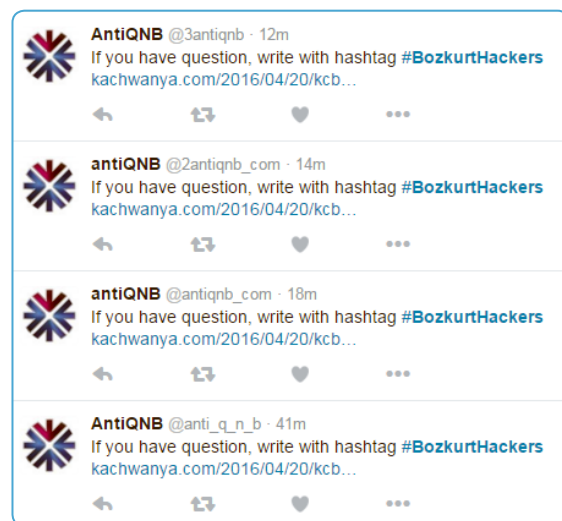 AntiQNB @3antiqnb · 12m
If you have question, write with hashtag #BozkurtHackers
kachwanya.com/2016/04/20/kcb...
antiQNB @2antiqnb_com · 14m
If you have question, write with hashtag #BozkurtHackers
kachwanya.com/2016/04/20/kcb...
antiQNB @antiqnb_com · 18m
If you have question, write with hashtag #BozkurtHackers
kachwanya.com/2016/04/20/kcb...
AntiQNB @anti_q_n_b · 41m
If you have question, write with hashtag #BozkurtHackers
kachwanya.com/2016/04/20/kcb...